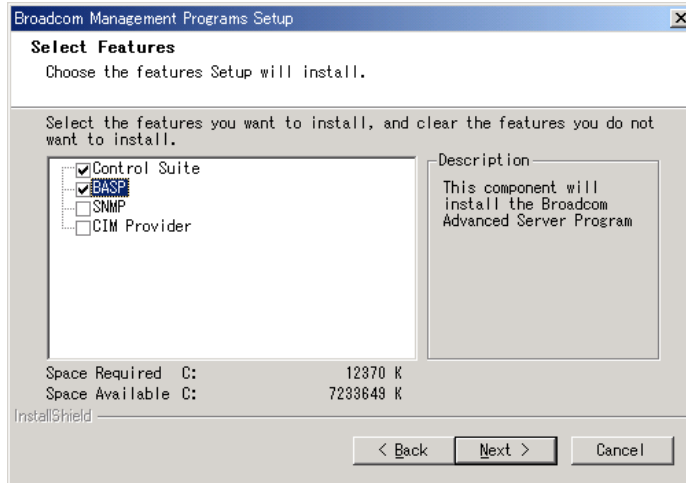 Broadcom Management Programs Setup
Select Features
Choose the features Setup will install.
Select the features you want to install, and clear the features you do not
want to install.
Control Suite
BASP
SNMP
CIM Provider
Description
This component will
install the Broadcom
Advanced Server Program
Space Required C: 12370 K
Space Available C: 7233649 K
InstallShield
< Back Next > Cancel